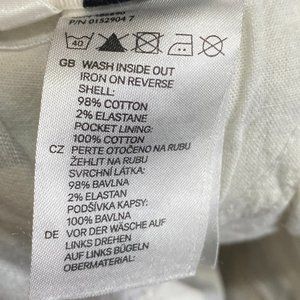 P/N 0152904 7
40
GB WASH INSIDE OUT
IRON ON REVERSE
SHELL:
98% COTTON
2% ELASTANE
POCKET LINING:
100% COTTON
CZ PERTE OTOČENO NA RUBU
ŽEHLIT NA RUBU
SVRCHNÍ LÁTKA:
98% BAVLNA
2% ELASTAN
PODŠÍVKA KAPSY:
100% BAVLNA
DE VOR DER WÄSCHE AUF
LINKS DREHEN
AUF LINKS BÜGELN
OBERMATERIAL: